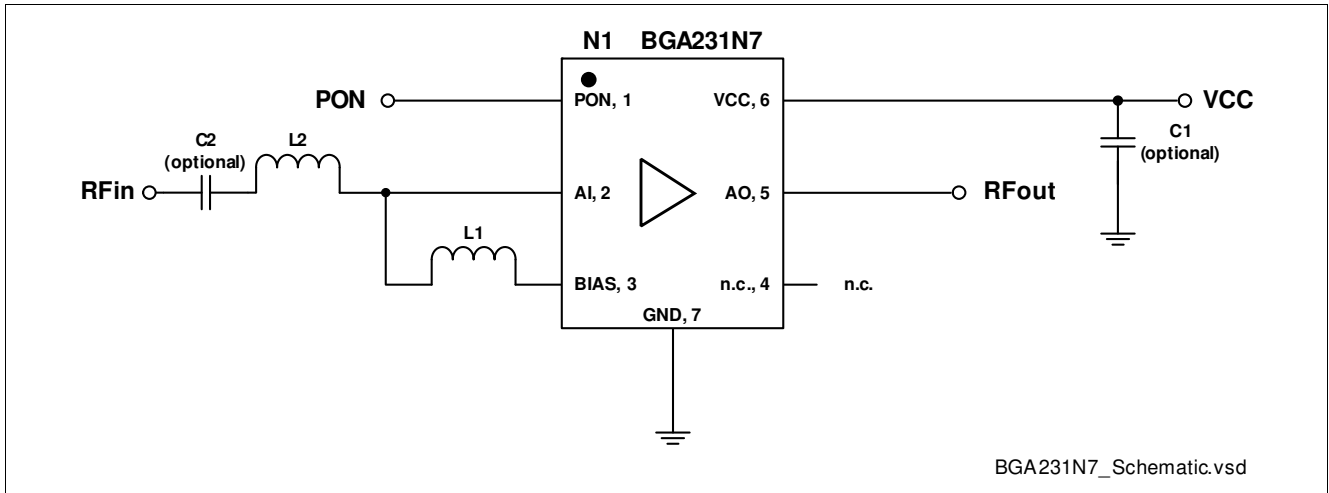 N1 BGA231N7
PON
PON, 1
VCC, 6
VCC
C2
(optional)
L2
C1
(optional)
RFin
AI, 2
AO, 5
RFout
L1
BIAS, 3
n.c., 4
n.c.
GND, 7
BGA231N7_Schematic.vsd